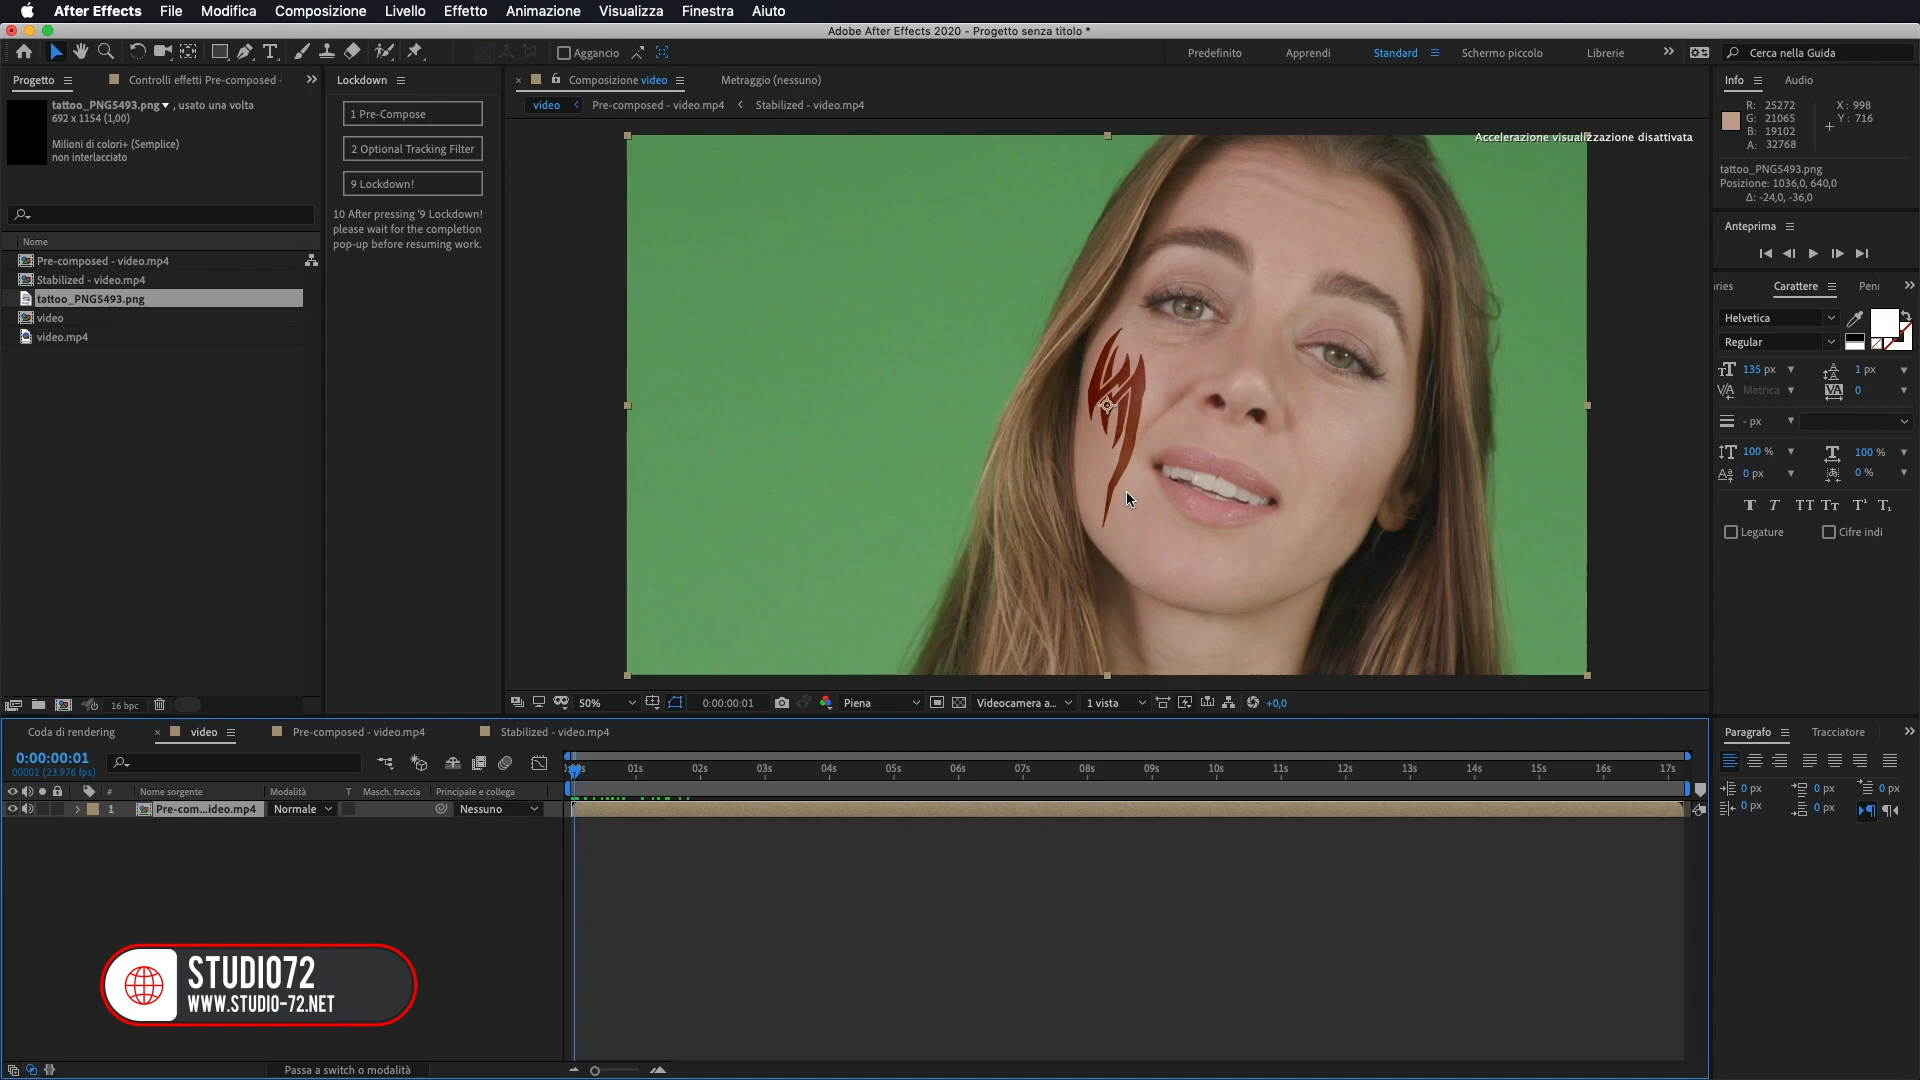 After Effects File Modifica Composizione Livello Effetto Animazione Visualizza Finestra Aiuto
Adobe After Effects 2020 - Progetto senza titolo *
Aggancio
Predefinito Apprendi Standard Schermo piccolo Librerie
Cerca nella Guida
Progetto
Controlli effetti Pre-composed
tattoo_PNG5493.png , usato una volta
692 x 1154 (1,00)
Milioni di colori+ (Semplice)
non interlacciato
Nome
Pre-composed - video.mp4
Stabilized - video.mp4
tattoo_PNG5493.png
video
video.mp4
16 bpc
Lockdown
1 Pre-Compose
2 Optional Tracking Filter
9 Lockdown!
10 After pressing '9 Lockdown!
please wait for the completion
pop-up before resuming work.
Composizione video
Metraggio (nessuno)
video Pre-composed - video.mp4 Stabilized - video.mp4
Accelerazione visualizzazione disattivata
50%
0:00:00:01
Piena
Videocamera a...
1 vista
+0,0
Info Audio
R: 25272
G: 21065
B: 19102
A: 32768
X: 998
Y: 716
tattoo_PNG5493.png
Posizione: 1036,0, 640,0
Δ: -24,0, -36,0
Anteprima
Carattere
Helvetica
Regular
135 px
1 px
Metrica
0
- px
100 %
100 %
0 px
0 %
Legature
Cifre indi
Coda di rendering
video
Pre-composed - video.mp4
Stabilized - video.mp4
0:00:00:01
00001 (23.976 fps)
01s 02s 03s 04s 05s 06s 07s 08s 09s 10s 11s 12s 13s 14s 15s 16s 17s
# Nome sorgente Modalità T Masch. traccia Principale e collega
1 Pre-com...ideo.mp4 Normale Nessuno
Passa a switch o modalità
Paragrafo Tracciatore
0 px 0 px 0 px
0 px 0 px
STUDIO72
WWW.STUDIO-72.NET